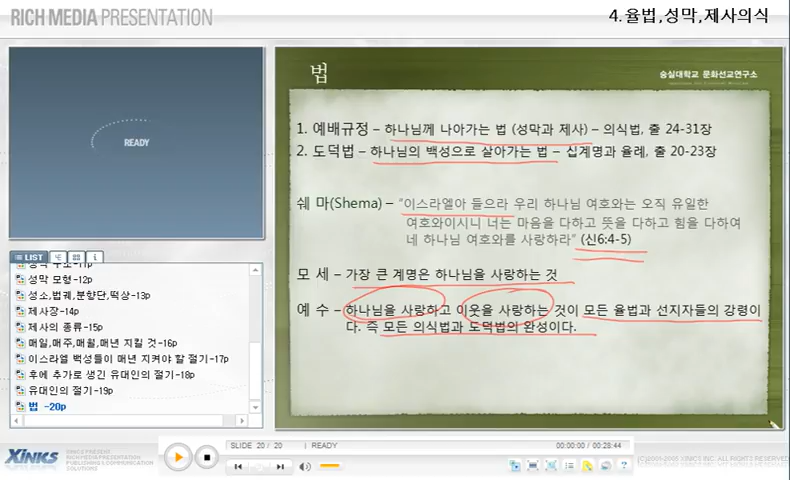 RICH MEDIA PRESENTATION
4.율법,성막,제사의식
READY
법
숭실대학교 문화선교연구소
1. 예배규정 – 하나님께 나아가는 법 (성막과 제사) – 의식법, 출 24-31장
2. 도덕법 – 하나님의 백성으로 살아가는 법 – 십계명과 율례, 출 20-23장
쉐 마(Shema) – “이스라엘아 들으라 우리 하나님 여호와는 오직 유일한
여호와이시니 너는 마음을 다하고 뜻을 다하고 힘을 다하여
네 하나님 여호와를 사랑하라” (신6:4-5)
모 세 – 가장 큰 계명은 하나님을 사랑하는 것
예 수 – 하나님을 사랑하고 이웃을 사랑하는 것이 모든 율법과 선지자들의 강령이
다. 즉 모든 의식법과 도덕법의 완성이다.
LIST
성막 모형-12p
성소,법궤,분향단,떡상-13p
제사장-14p
제사의 종류-15p
매일,매주,매월,매년 지킬 것-16p
이스라엘 백성들이 매년 지켜야 할 절기-17p
후에 추가로 생긴 유대인의 절기-18p
유대인의 절기-19p
법 -20p
XINKS
XINICS PRESENT
RICH MEDIA PRESENTATION
PUBLISHING & COMMUNICATION
SOLUTIONS
SLIDE 20 / 20 | READY
00:00:00 / 00:28:44
(C)2001-2005 XINICS INC. ALL RIGHTS RESERVED